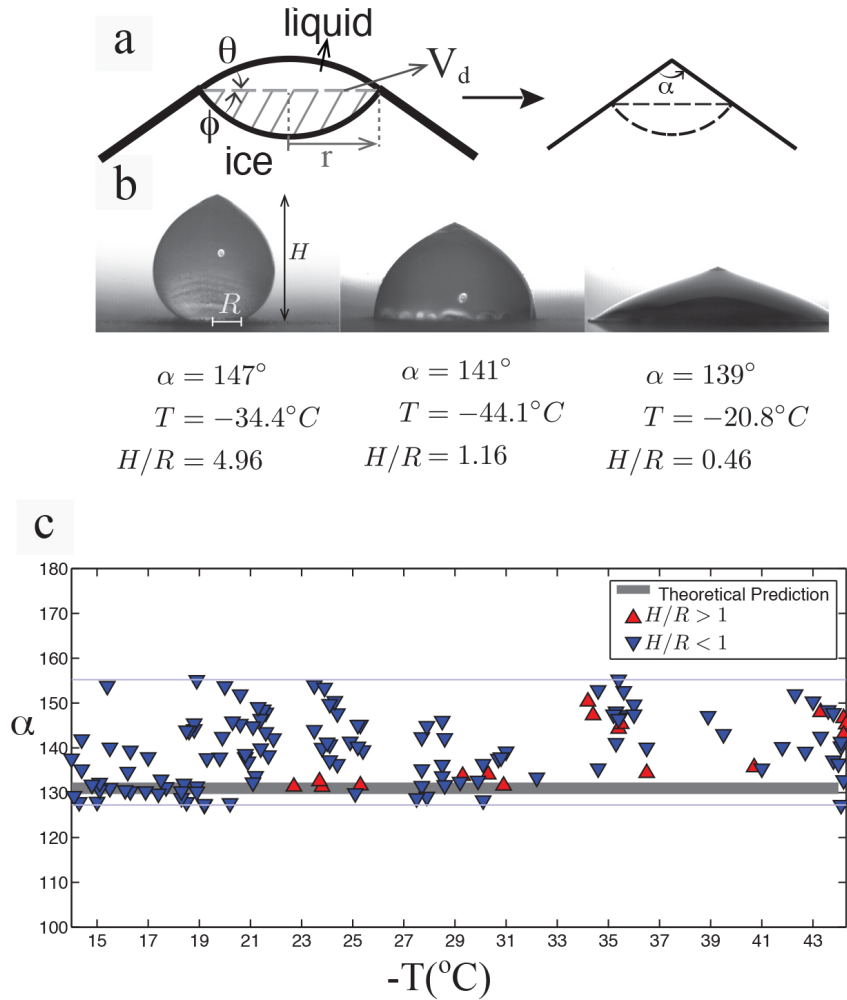 a
liquid
θ
V_d
ϕ
ice
r
α
b
H
R
α = 147°
T = −34.4°C
H/R = 4.96
α = 141°
T = −44.1°C
H/R = 1.16
α = 139°
T = −20.8°C
H/R = 0.46
c
180
170
160
150
140
130
120
110
100
α
Theoretical Prediction
H/R > 1
H/R < 1
15 17 19 21 23 25 27 29 31 33 35 37 39 41 43
-T(°C)